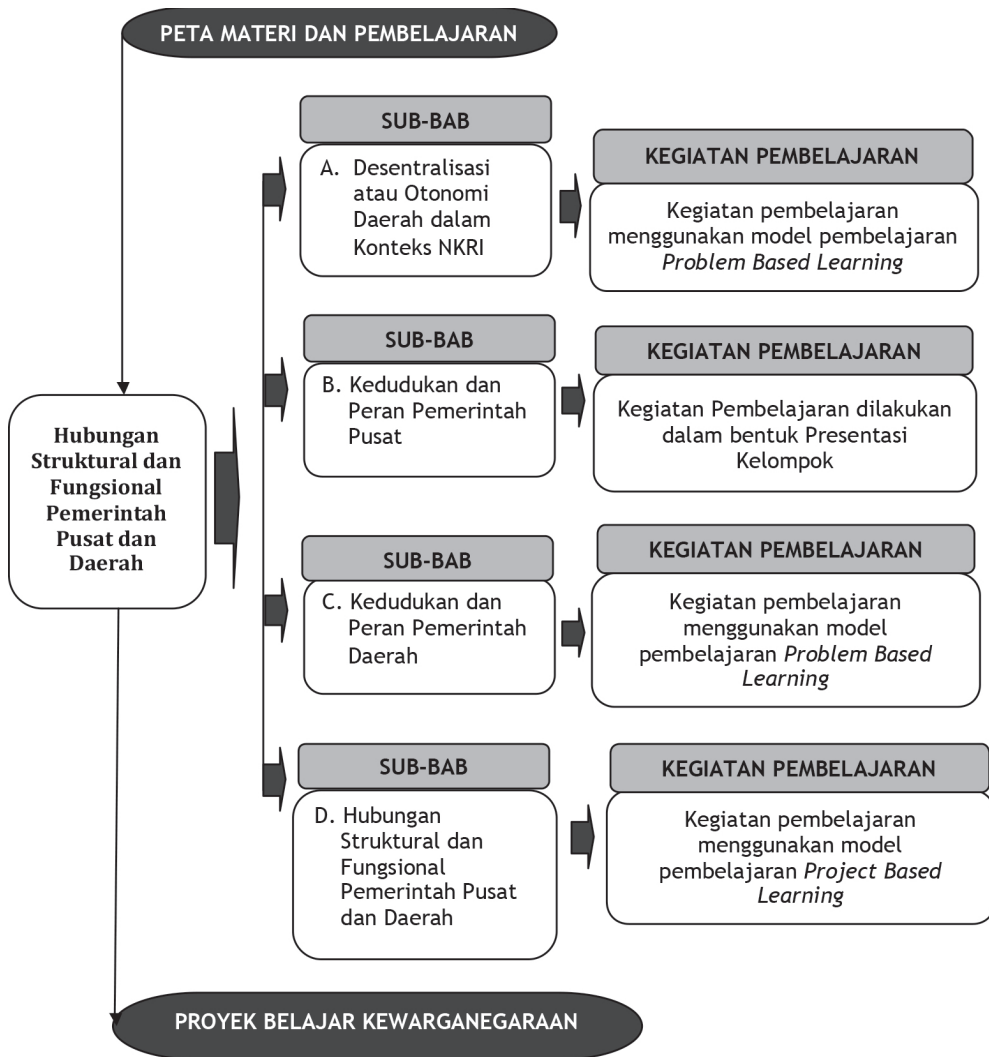 PETA MATERI DAN PEMBELAJARAN
Hubungan
Struktural dan
Fungsional
Pemerintah
Pusat dan
Daerah
SUB-BAB
A. Desentralisasi
atau Otonomi
Daerah dalam
Konteks NKRI
KEGIATAN PEMBELAJARAN
Kegiatan pembelajaran
menggunakan model pembelajaran
Problem Based Learning
SUB-BAB
B. Kedudukan dan
Peran Pemerintah
Pusat
KEGIATAN PEMBELAJARAN
Kegiatan Pembelajaran dilakukan
dalam bentuk Presentasi
Kelompok
SUB-BAB
C. Kedudukan dan
Peran Pemerintah
Daerah
KEGIATAN PEMBELAJARAN
Kegiatan pembelajaran
menggunakan model
pembelajaran Problem Based
Learning
SUB-BAB
D. Hubungan
Struktural dan
Fungsional
Pemerintah Pusat
dan Daerah
KEGIATAN PEMBELAJARAN
Kegiatan pembelajaran
menggunakan model
pembelajaran Project Based
Learning
PROYEK BELAJAR KEWARGANEGARAAN